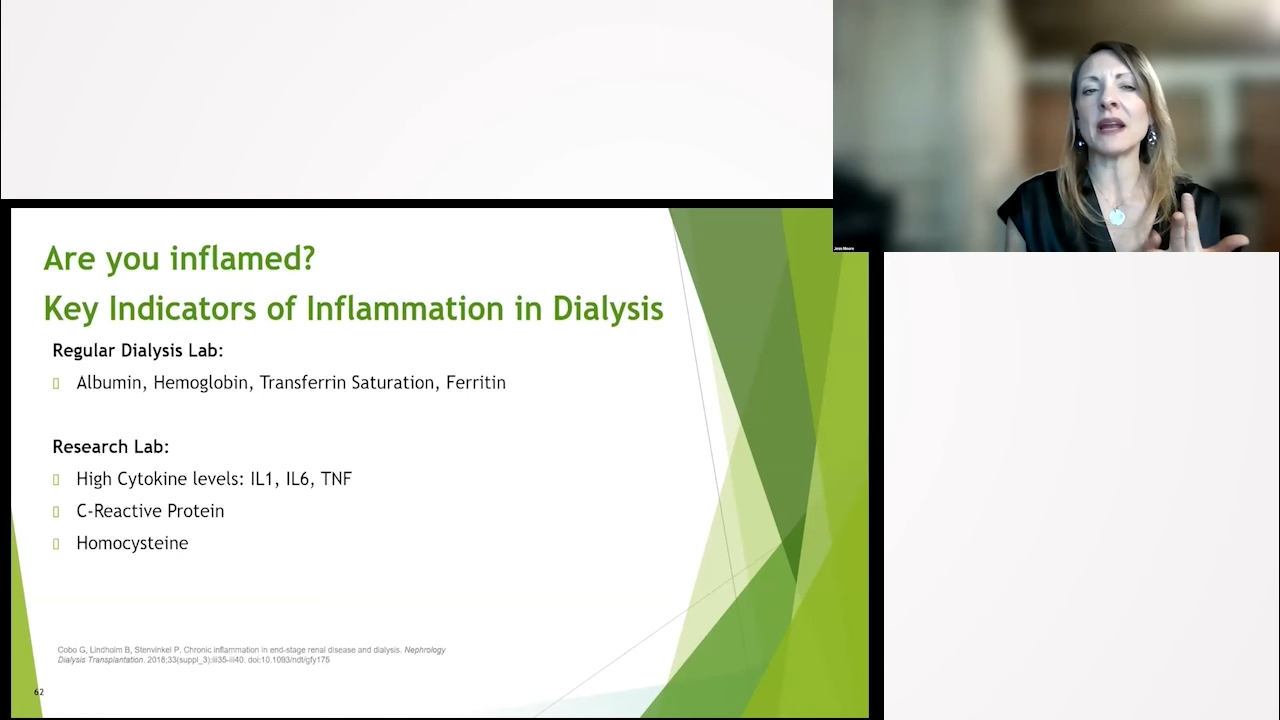 Jess Moore
Are you inflamed?
Key Indicators of Inflammation in Dialysis
Regular Dialysis Lab:
Albumin, Hemoglobin, Transferrin Saturation, Ferritin
Research Lab:
High Cytokine levels: IL1, IL6, TNF
C-Reactive Protein
Homocysteine
Cobo G, Lindholm B, Stenvinkel P. Chronic inflammation in end-stage renal disease and dialysis. Nephrology
Dialysis Transplantation. 2018;33(suppl_3):iii35-iii40. doi:10.1093/ndt/gfy175
62